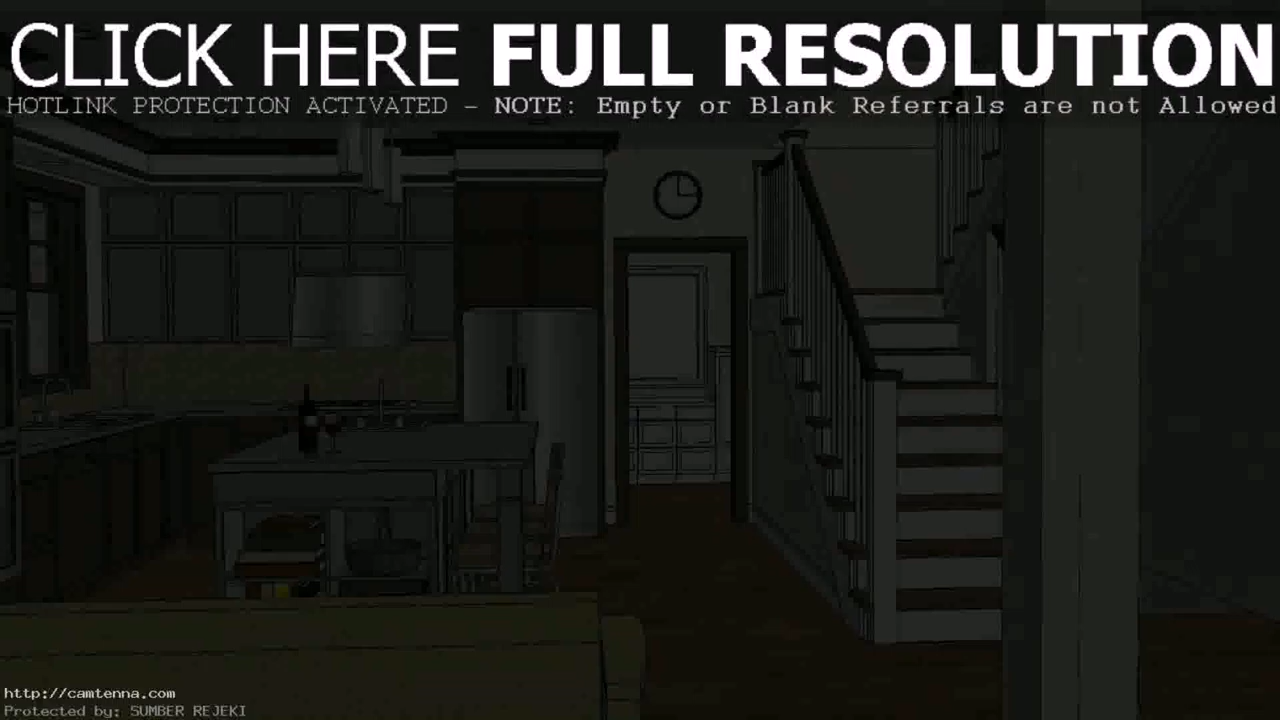 CLICK HERE FULL RESOLUTION
HOTLINK PROTECTION ACTIVATED – NOTE: Empty or Blank Referrals are not Allowed
http://camtenna.com
Protected by: SUMBER REJEKI